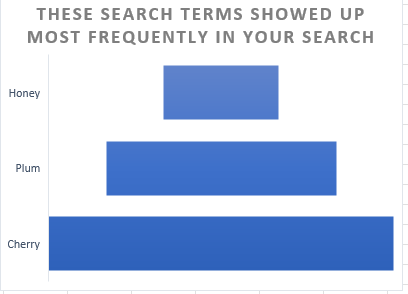 THESE SEARCH TERMS SHOWED UP
MOST FREQUENTLY IN YOUR SEARCH
Honey
Plum
Cherry